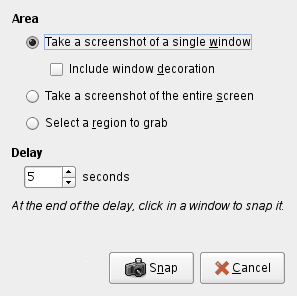 Area
Take a screenshot of a single window
Include window decoration
Take a screenshot of the entire screen
Select a region to grab
Delay
5 seconds
At the end of the delay, click in a window to snap it.
Snap Cancel